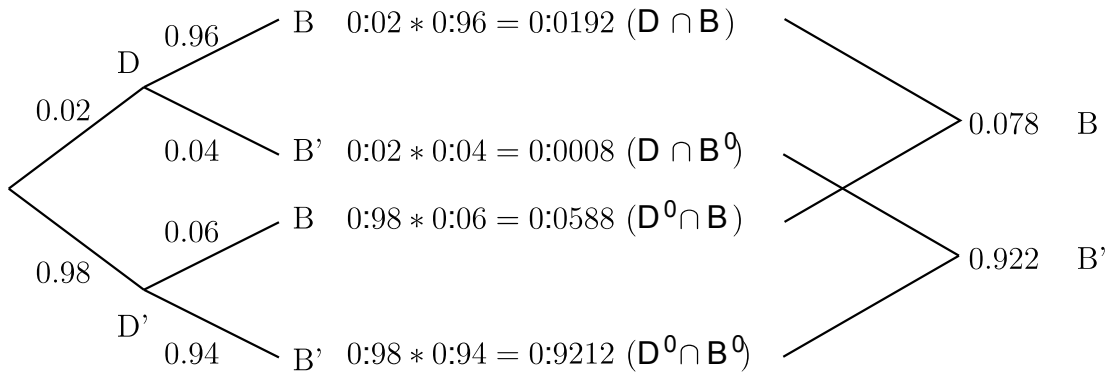 0.96 B 0:02 ∗ 0:96 = 0:0192 (D ∩ B)
D
0.02
0.04 B' 0:02 ∗ 0:04 = 0:0008 (D ∩ B⁰)
0.078 B
0.06 B 0:98 ∗ 0:06 = 0:0588 (D⁰∩ B)
0.98
0.922 B'
D'
0.94 B' 0:98 ∗ 0:94 = 0:9212 (D⁰∩ B⁰)